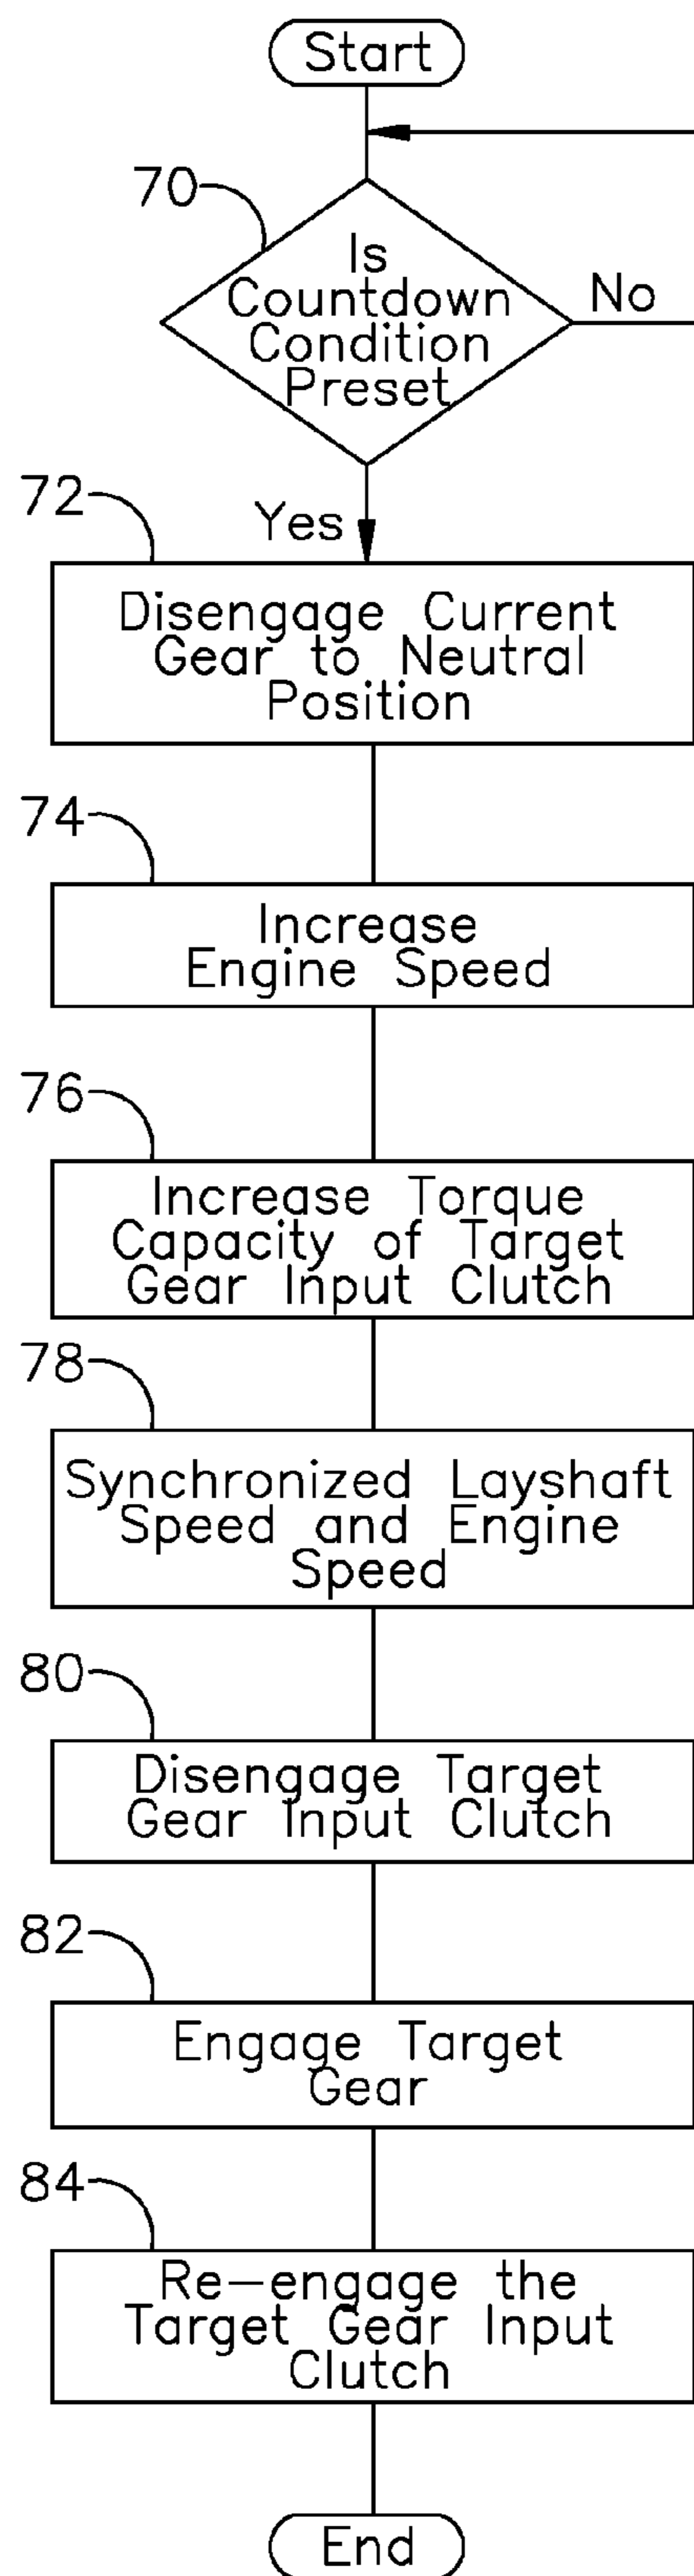 Start
70
Is
Countdown
Condition
Preset
No
Yes
72
Disengage Current
Gear to Neutral
Position
74
Increase
Engine Speed
76
Increase Torque
Capacity of Target
Gear Input Clutch
78
Synchronized Layshaft
Speed and Engine
Speed
80
Disengage Target
Gear Input Clutch
82
Engage Target
Gear
84
Re-engage the
Target Gear Input
Clutch
End